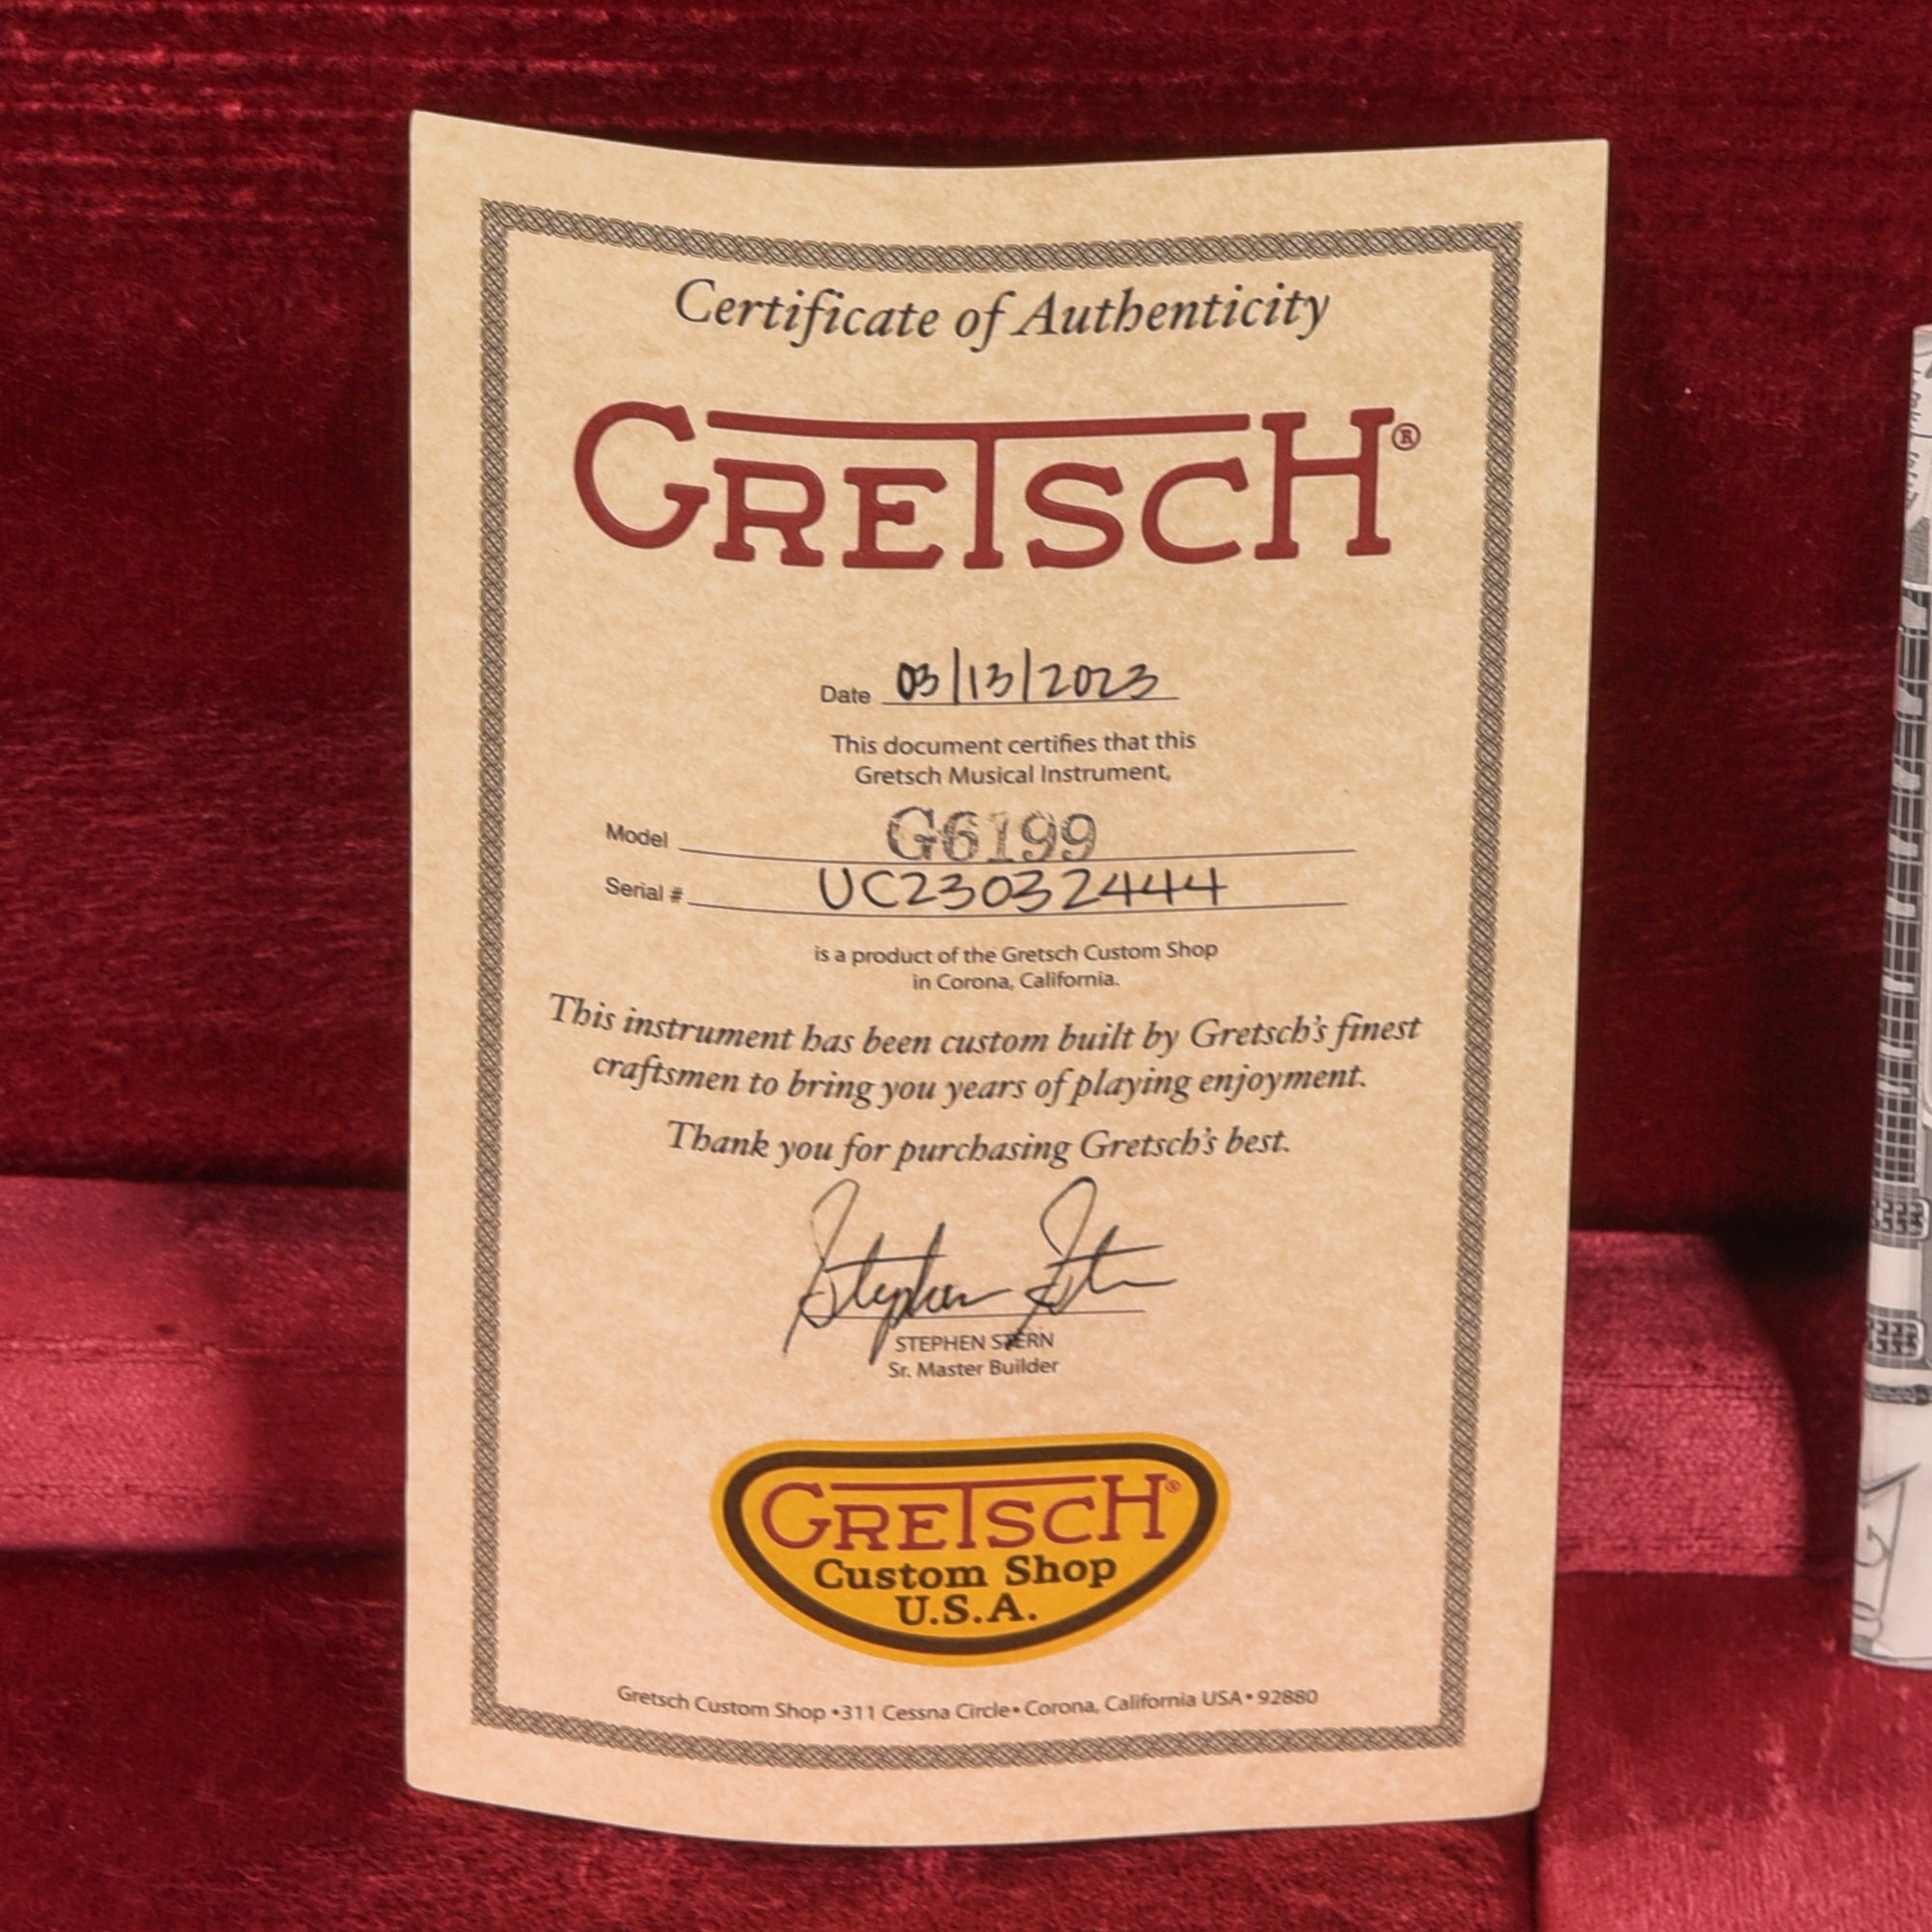 Certificate of Authenticity
GRETSCH®
Date 03/13/2023
This document certifies that this
Gretsch Musical Instrument,
Model G6199
Serial # UC23032444
is a product of the Gretsch Custom Shop
in Corona, California.
This instrument has been custom built by Gretsch's finest
craftsmen to bring you years of playing enjoyment.
Thank you for purchasing Gretsch's best.
Stephen Stern
STEPHEN STERN
Sr. Master Builder
GRETSCH®
Custom Shop
U.S.A.
Gretsch Custom Shop •311 Cessna Circle• Corona, California USA• 92880